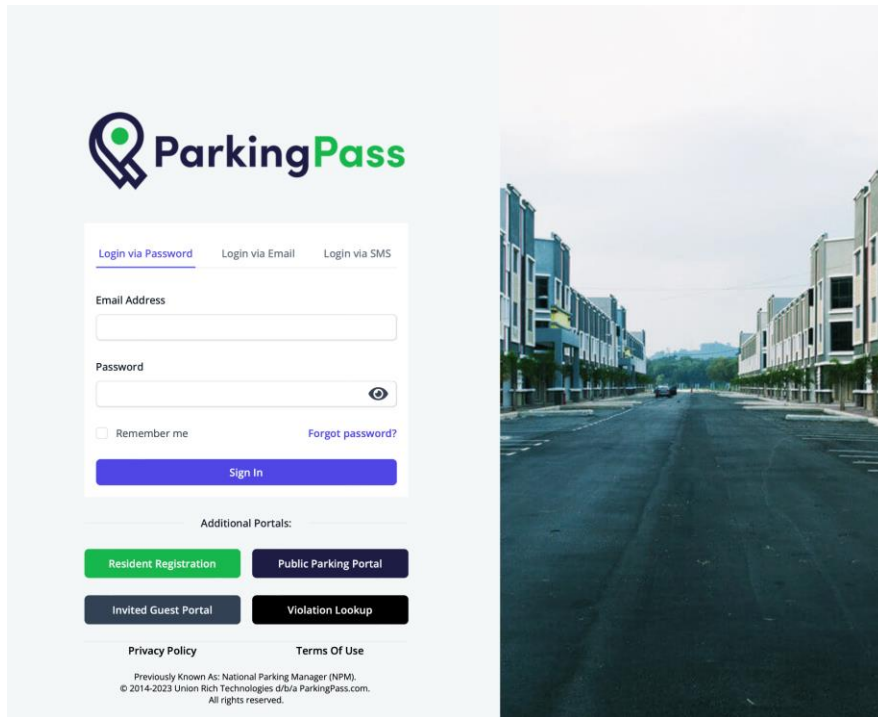 ParkingPass
Login via Password Login via Email Login via SMS
Email Address
Password
Remember me Forgot password?
Sign In
Additional Portals:
Resident Registration Public Parking Portal
Invited Guest Portal Violation Lookup
Privacy Policy Terms Of Use
Previously Known As: National Parking Manager (NPM).
© 2014-2023 Union Rich Technologies d/b/a ParkingPass.com.
All rights reserved.